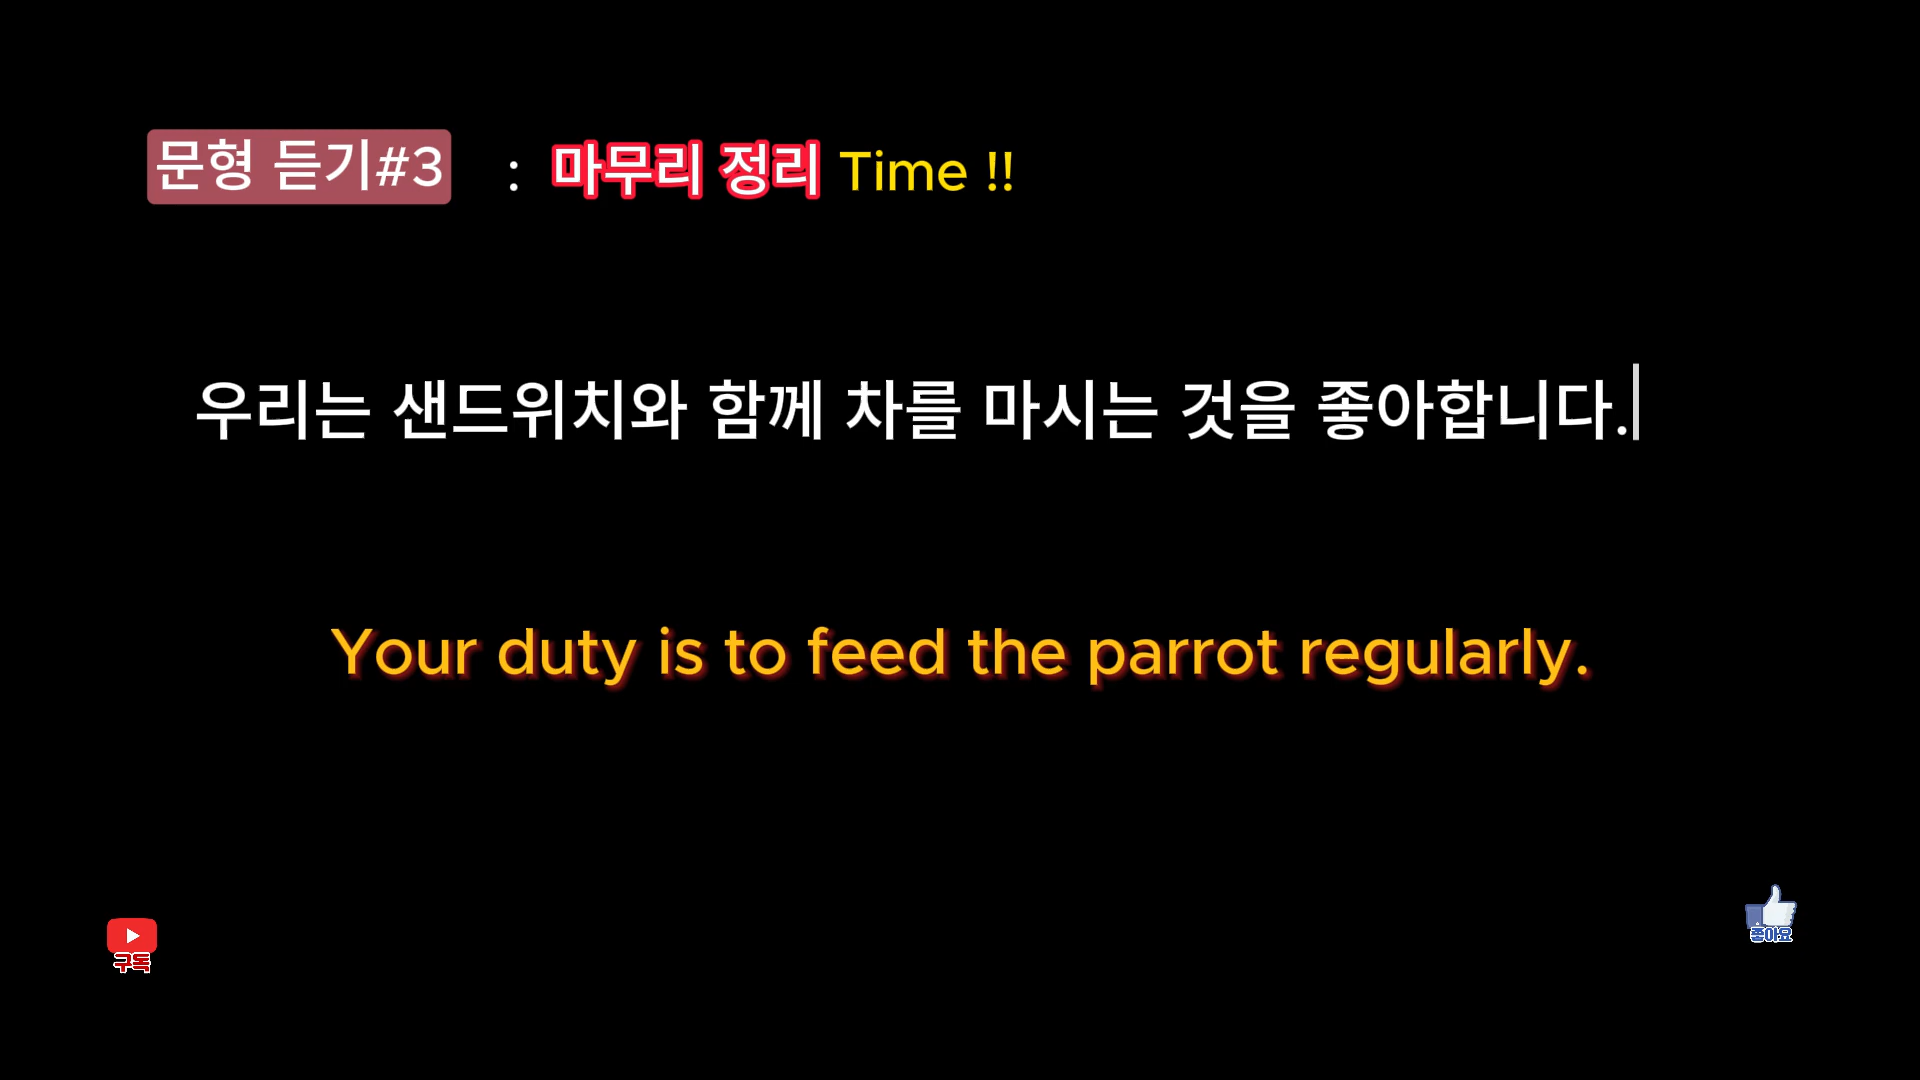 문형 듣기#3 : 마무리 정리 Time !!
우리는 샌드위치와 함께 차를 마시는 것을 좋아합니다.
Your duty is to feed the parrot regularly.
구독
좋아요